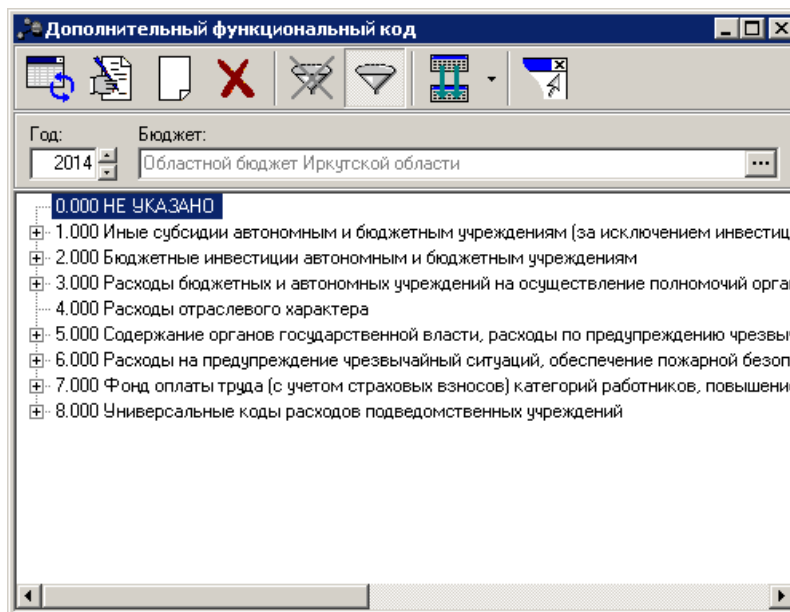 Дополнительный функциональный код
Год: Бюджет:
2014 Областной бюджет Иркутской области ...
0.000 НЕ УКАЗАНО
1.000 Иные субсидии автономным и бюджетным учреждениям (за исключением инвестиц
2.000 Бюджетные инвестиции автономным и бюджетным учреждениям
3.000 Расходы бюджетных и автономных учреждений на осуществление полномочий орга
4.000 Расходы отраслевого характера
5.000 Содержание органов государственной власти, расходы по предупреждению чрезвы
6.000 Расходы на предупреждение чрезвычайный ситуаций, обеспечение пожарной безоп
7.000 Фонд оплаты труда (с учетом страховых взносов) категорий работников, повышени
8.000 Универсальные коды расходов подведомственных учреждений